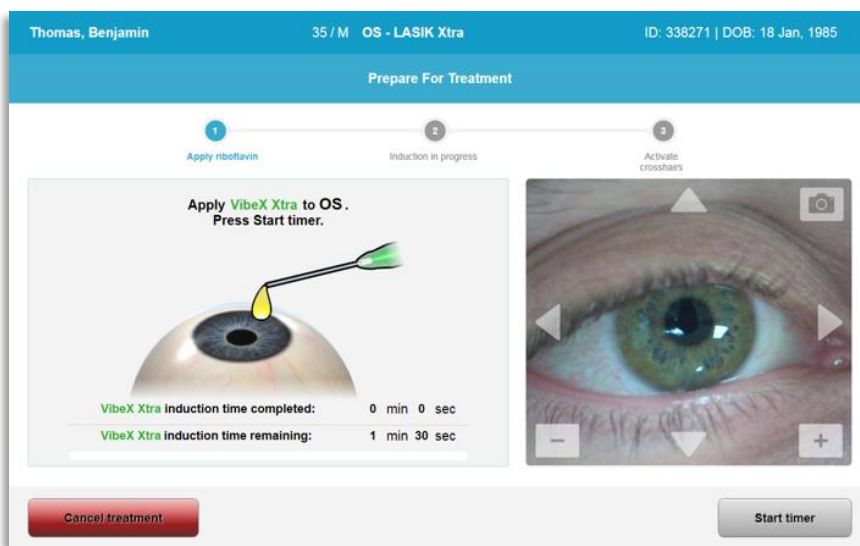 Thomas, Benjamin 35 / M OS - LASIK Xtra ID: 338271 | DOB: 18 Jan, 1985
Prepare For Treatment
1 2 3
Apply riboflavin Induction in progress Activate
crosshairs
Apply VibeX Xtra to OS.
Press Start timer.
VibeX Xtra induction time completed: 0 min 0 sec
VibeX Xtra induction time remaining: 1 min 30 sec
- +
Cancel treatment Start timer